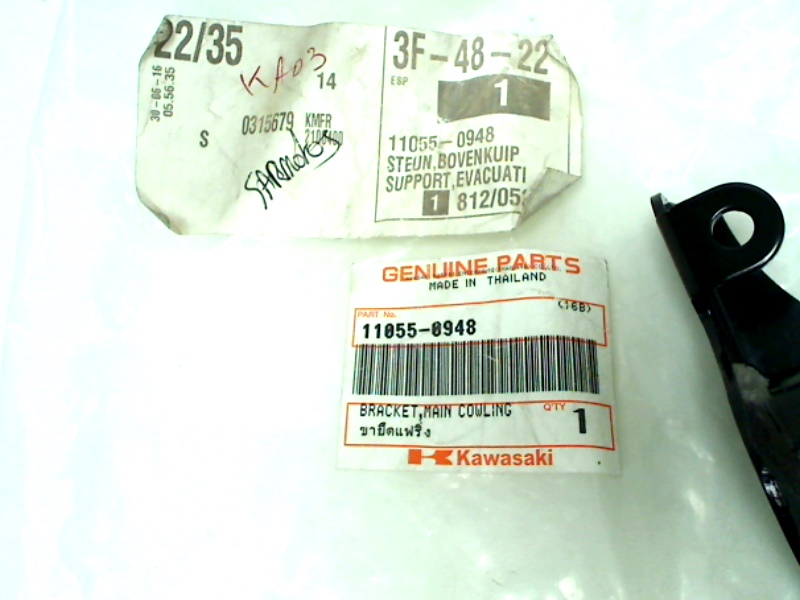 22/35
KA03
14
30-06-16
05.56.35
S 0315679 KMFR
3F-48-22
ESP
1
11055-0948
STEUN,BOVENKUIP
SUPPORT,EVACUATI
1 812/05
GENUINE PARTS
MADE IN THAILAND
(16B)
PART No.
11055-0948
BRACKET,MAIN COWLING
Q'TY 1
ขายึดแฟริ่ง
Kawasaki